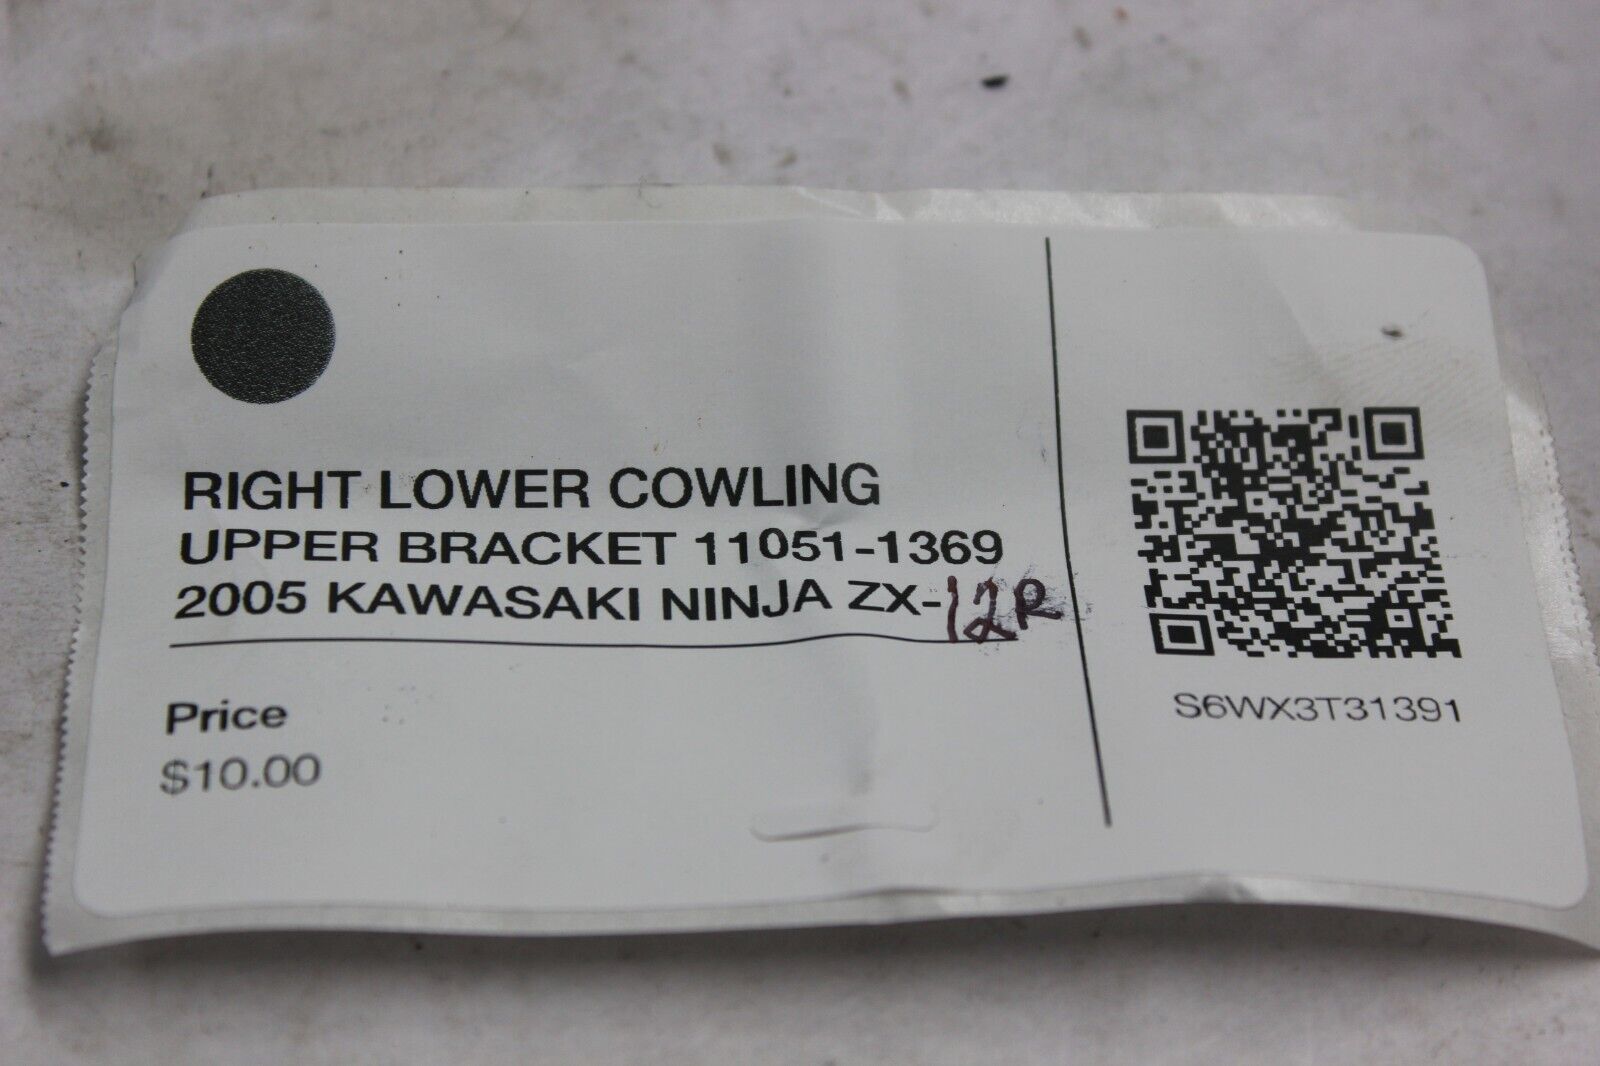 RIGHT LOWER COWLING
UPPER BRACKET 11051-1369
2005 KAWASAKI NINJA ZX-12R
Price
$10.00
S6WX3T31391